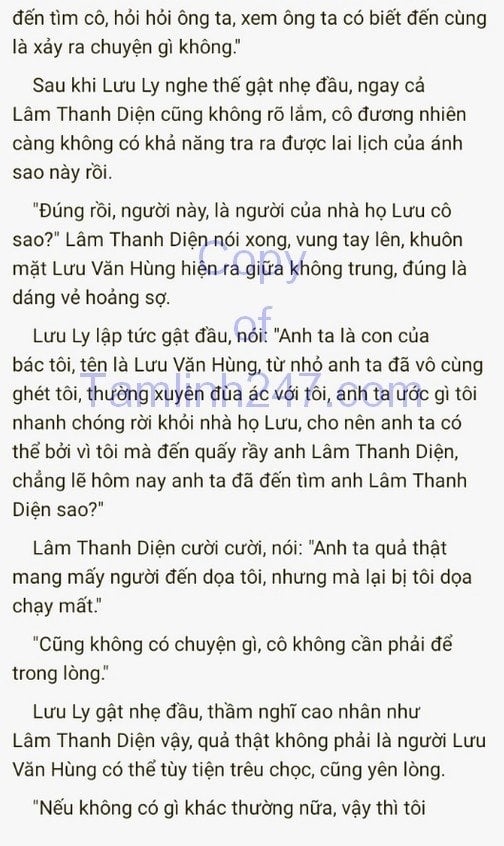 đến tìm cô, hỏi hỏi ông ta, xem ông ta có biết đến cùng
là xảy ra chuyện gì không."
Sau khi Lưu Ly nghe thế gật nhẹ đầu, ngay cả
Lâm Thanh Diện cũng không rõ lắm, cô đương nhiên
càng không có khả năng tra ra được lai lịch của ánh
sao này rồi.
"Đúng rồi, người này, là người của nhà họ Lưu cô
sao?" Lâm Thanh Diện nói xong, vung tay lên, khuôn
mặt Lưu Văn Hùng hiện ra giữa không trung, đúng là
dáng vẻ hoảng sợ.
Lưu Ly lập tức gật đầu, nói: "Anh ta là con của
bác tôi, tên là Lưu Văn Hùng, từ nhỏ anh ta đã vô cùng
ghét tôi, thường xuyên đùa ác với tôi, anh ta ước gì tôi
nhanh chóng rời khỏi nhà họ Lưu, cho nên anh ta có
thể bởi vì tôi mà đến quấy rầy anh Lâm Thanh Diện,
chẳng lẽ hôm nay anh ta đã đến tìm anh Lâm Thanh
Diện sao?"
Lâm Thanh Diện cười cười, nói: "Anh ta quả thật
mang mấy người đến dọa tôi, nhưng mà lại bị tôi dọa
chạy mất."
"Cũng không có chuyện gì, cô không cần phải để
trong lòng."
Lưu Ly gật nhẹ đầu, thầm nghĩ cao nhân như
Lâm Thanh Diện vậy, quả thật không phải là người Lưu
Văn Hùng có thể tùy tiện trêu chọc, cũng yên lòng.
"Nếu không có gì khác thường nữa, vậy thì tôi
Copy
of
Tamlinh247.com